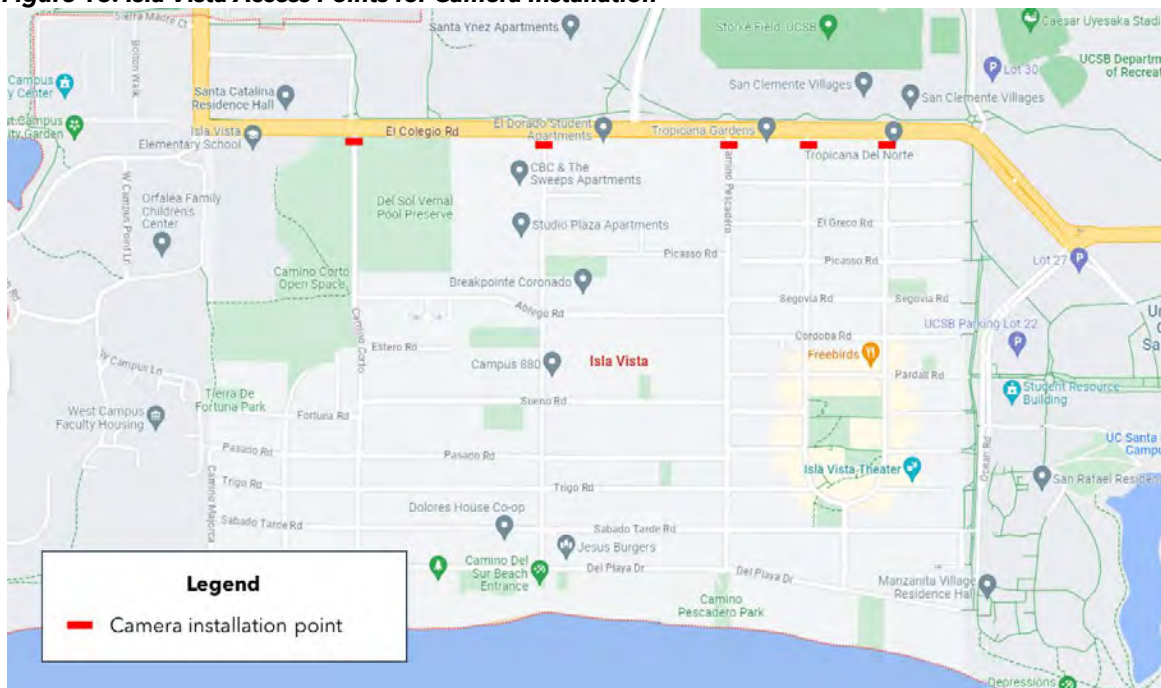 Figure 18. Isla Vista Access Points for Camera Installation
Sierra Madre Ct
Santa Ynez Apartments
Storke Field, UCSB
Caesar Uyesaka Stadi
Bolton Walk
Campus
y Center
Santa Catalina
Residence Hall
San Clemente Villages
Lot 30
UCSB Departm
of Recreat
San Clemente Villages
Campus
ity Garden
Isla Vista
Elementary School
El Colegio Rd
El Dorado Student
Apartments
Tropicana Gardens
Tropicana Del Norte
CBC & The
Sweeps Apartments
W Campus Point Ln
Orfalea Family
Children's
Center
Del Sol Vernal
Pool Preserve
amino Pescadero
Studio Plaza Apartments
El Greco Rd
Picasso Rd
Picasso Rd
Lot 27
Camino Corto
Open Space
Breakpointe Coronado
Segovia Rd
Segovia Rd
Abrego Rd
UCSB Parking Lot 22
Camino Corto
Estero Rd
Cordoba Rd
Freebirds
W Campus Ln
Campus 880
Isla Vista
Pardall Rd
Student Resource
Building
Tierra De
Fortuna Park
Sueno Rd
West Campus
Faculty Housing
Fortuna Rd
UC Santa
Campu
Pasado Rd
Pasado Rd
Ocean Rd
Isla Vista Theater
San Rafael Residen
Camino Majorca
Trigo Rd
Trigo Rd
Dolores House Co-op
Sabado Tarde Rd
Sabado Tarde Rd
Jesus Burgers
Camino Del
Sur Beach
Entrance
Del Playa Dr
Del Playa Dr
Manzanita Village
Residence Hall
Camino
Pescadero Park
Legend
Camera installation point
Depressions